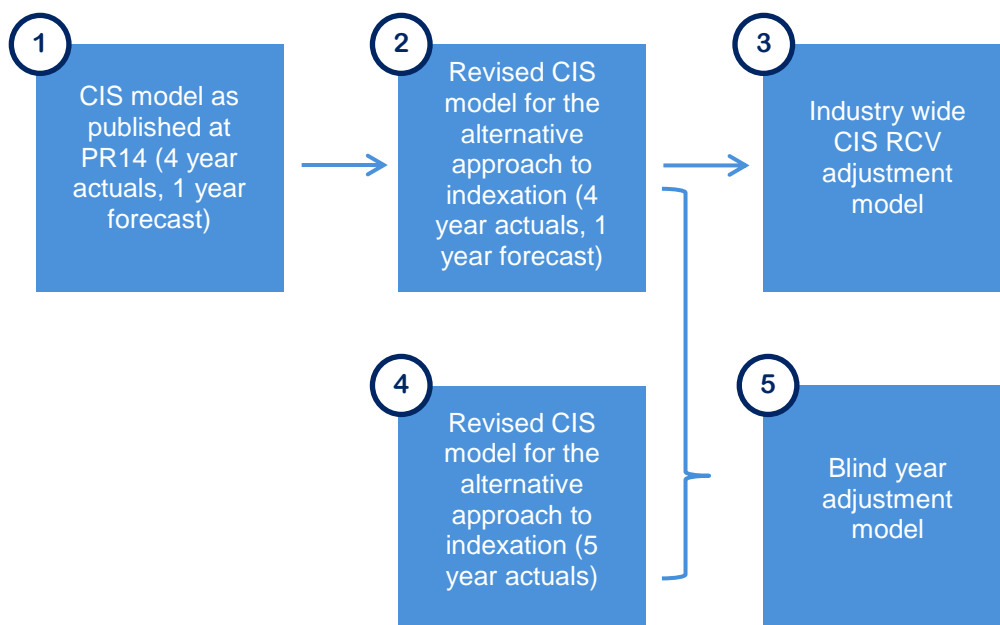 1
CIS model as
published at
PR14 (4 year
actuals, 1 year
forecast)
2
Revised CIS
model for the
alternative
approach to
indexation (4
year actuals, 1
year forecast)
3
Industry wide
CIS RCV
adjustment
model
4
Revised CIS
model for the
alternative
approach to
indexation (5
year actuals)
5
Blind year
adjustment
model